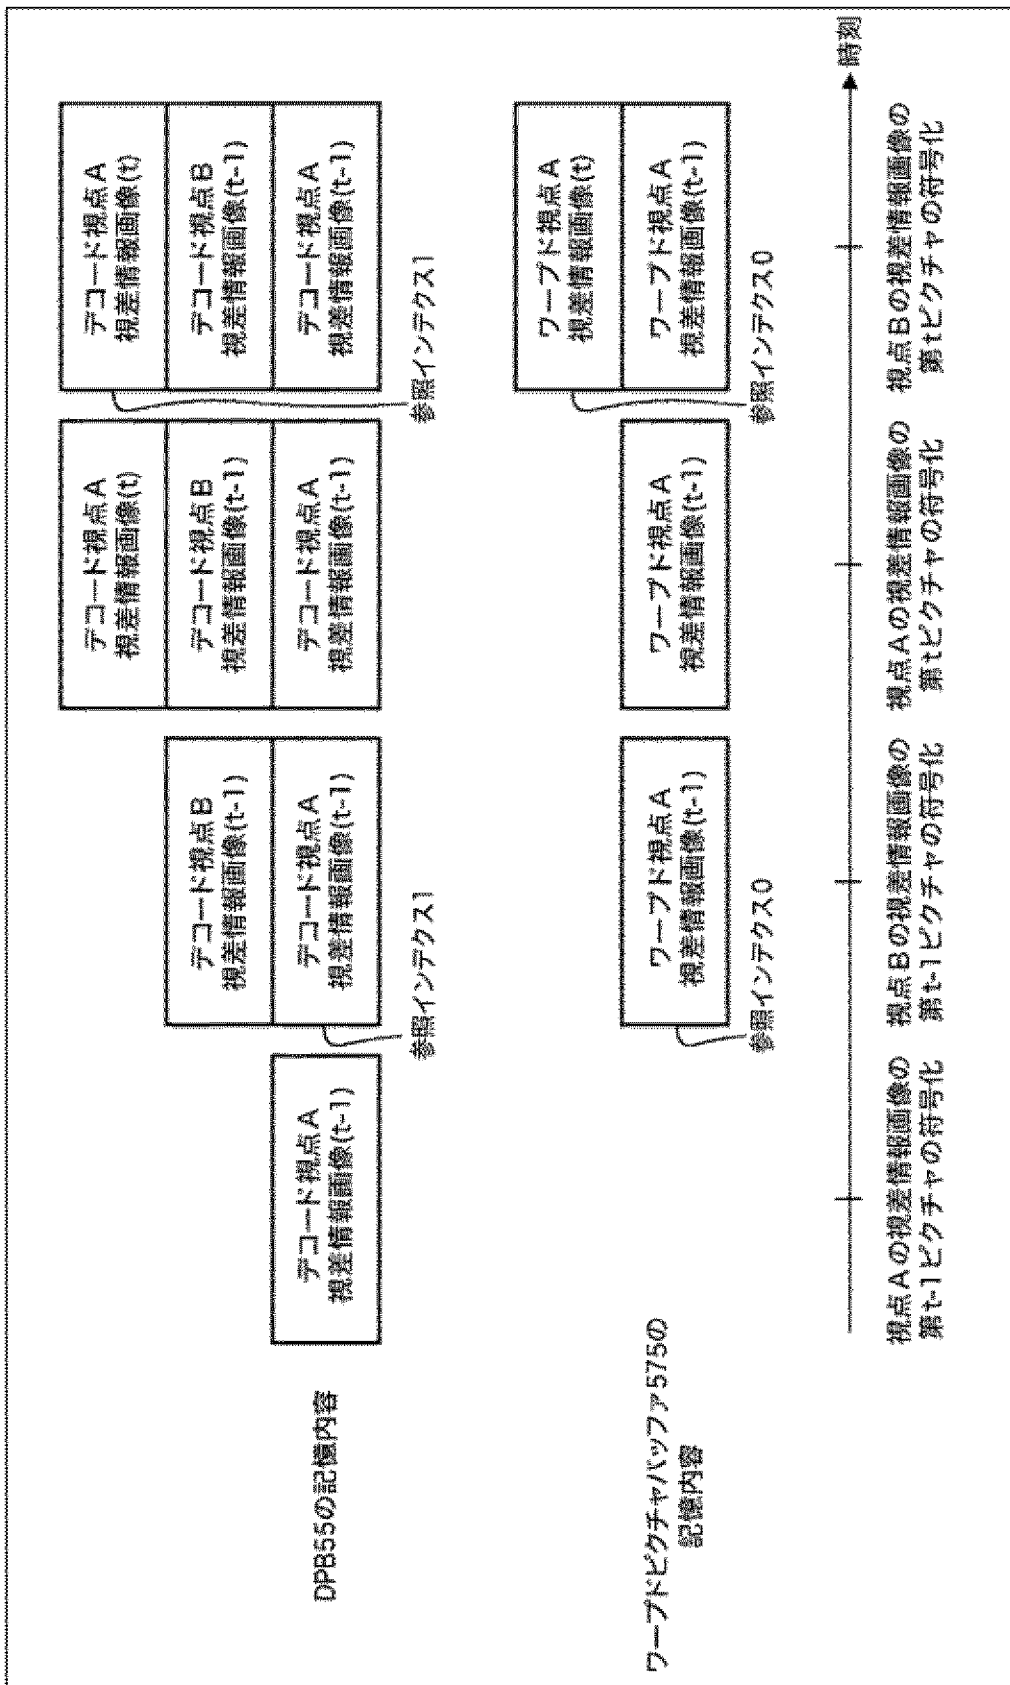 DPB55の記憶内容
デコード視点A
視差情報画像(t-1)
デコード視点B
視差情報画像(t-1)
デコード視点A
視差情報画像(t-1)
参照インデクス1
デコード視点A
視差情報画像(t)
デコード視点B
視差情報画像(t-1)
デコード視点A
視差情報画像(t-1)
デコード視点A
視差情報画像(t)
デコード視点B
視差情報画像(t-1)
デコード視点A
視差情報画像(t-1)
参照インデクス1
ワープドピクチャバッファ575の
記憶内容
ワープド視点A
視差情報画像(t-1)
参照インデクス0
ワープド視点A
視差情報画像(t-1)
ワープド視点A
視差情報画像(t)
ワープド視点A
視差情報画像(t-1)
参照インデクス0
時刻
視点Aの視差情報画像の
第t-1ピクチャの符号化
視点Bの視差情報画像の
第t-1ピクチャの符号化
視点Aの視差情報画像の
第tピクチャの符号化
視点Bの視差情報画像の
第tピクチャの符号化